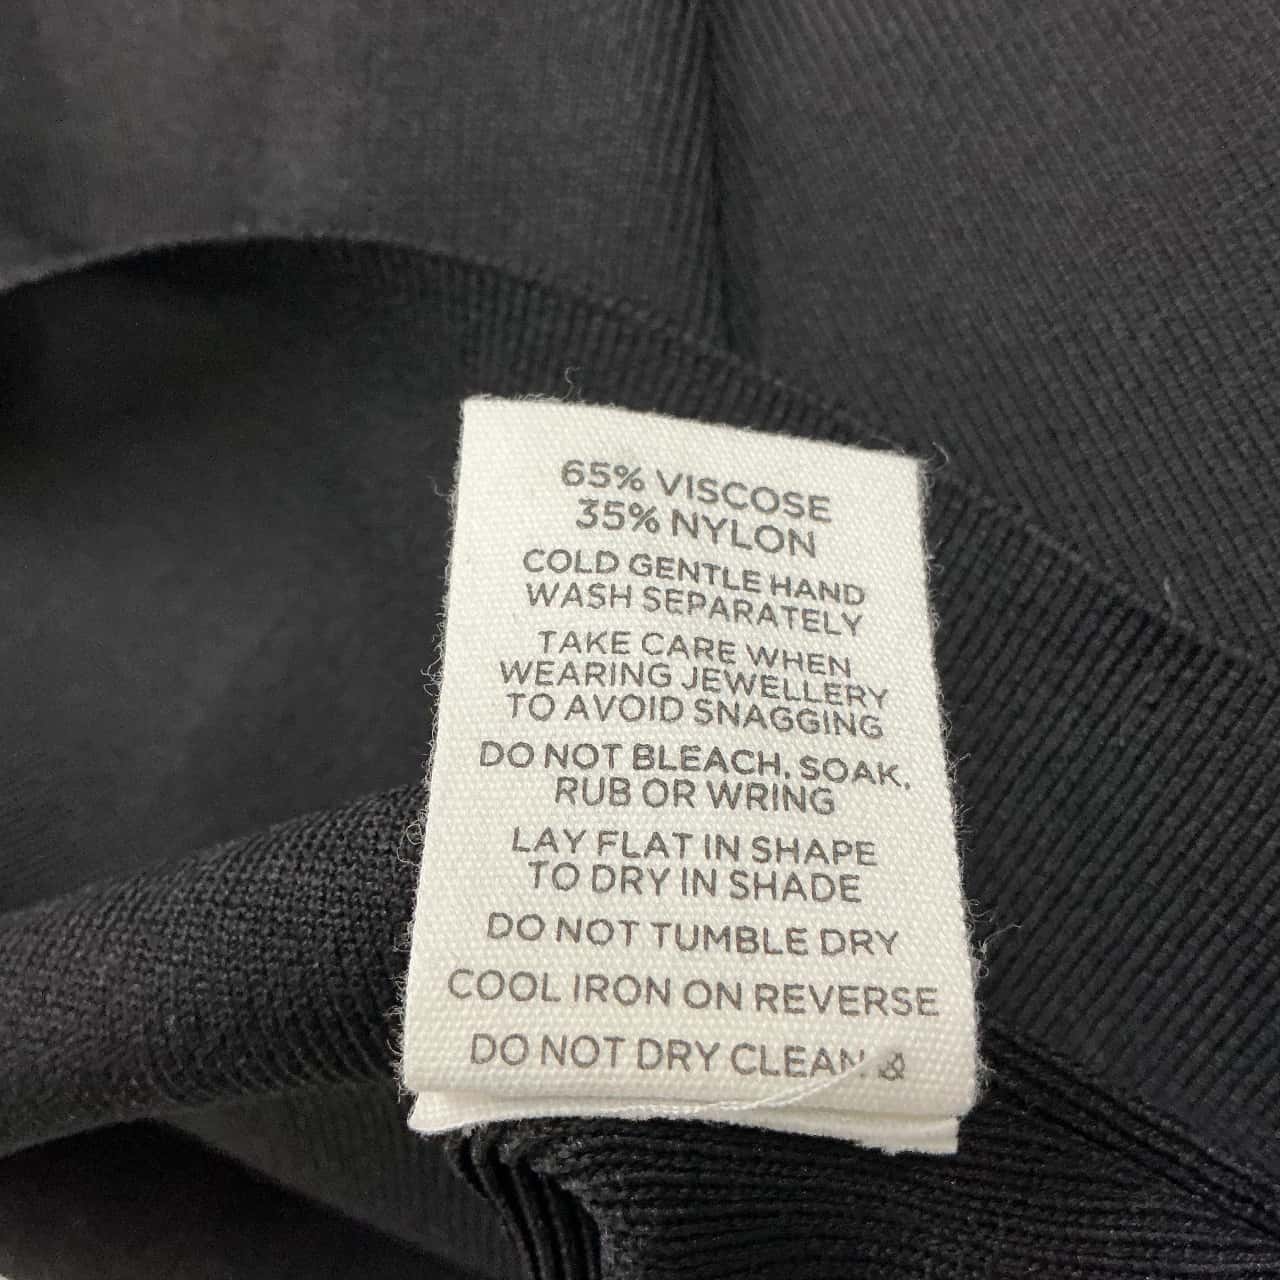 65% VISCOSE
35% NYLON
COLD GENTLE HAND
WASH SEPARATELY
TAKE CARE WHEN
WEARING JEWELLERY
TO AVOID SNAGGING
DO NOT BLEACH, SOAK,
RUB OR WRING
LAY FLAT IN SHAPE
TO DRY IN SHADE
DO NOT TUMBLE DRY
COOL IRON ON REVERSE
DO NOT DRY CLEAN &